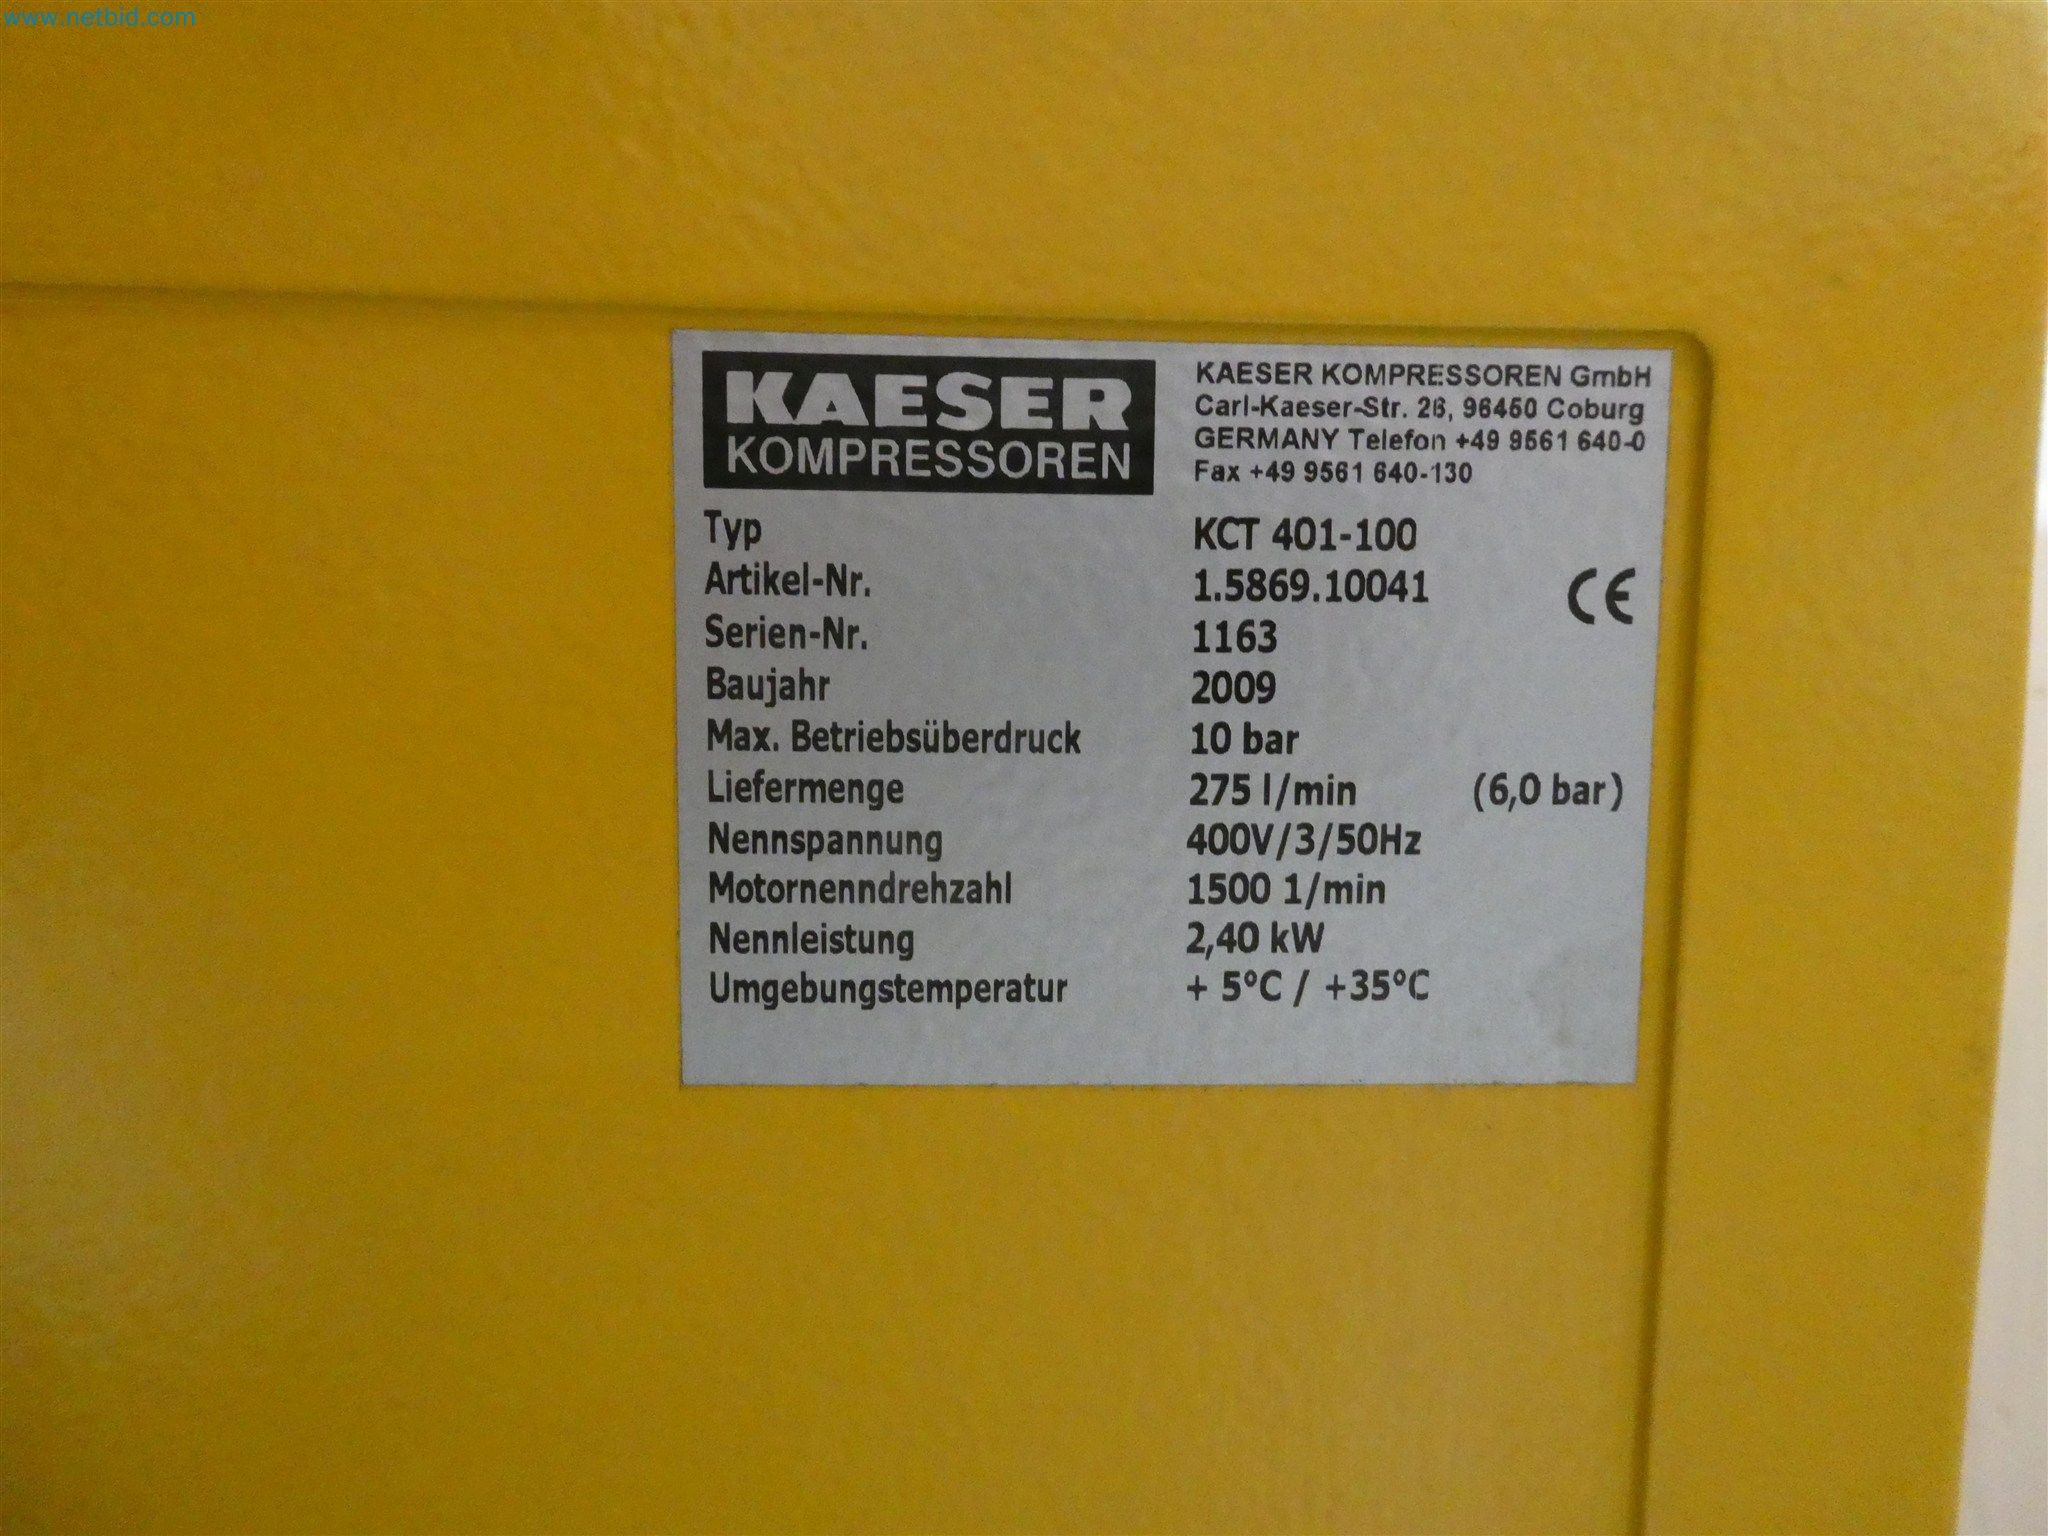 www.netbid.com
KAESER
KOMPRESSOREN
KAESER KOMPRESSOREN GmbH
Carl-Kaeser-Str. 26, 96450 Coburg
GERMANY Telefon +49 9561 640-0
Fax +49 9561 640-130
Typ KCT 401-100
Artikel-Nr. 1.5869.10041 CE
Serien-Nr. 1163
Baujahr 2009
Max. Betriebsüberdruck 10 bar
Liefermenge 275 l/min (6,0 bar)
Nennspannung 400V/3/50Hz
Motornenndrehzahl 1500 1/min
Nennleistung 2,40 kW
Umgebungstemperatur + 5°C / +35°C